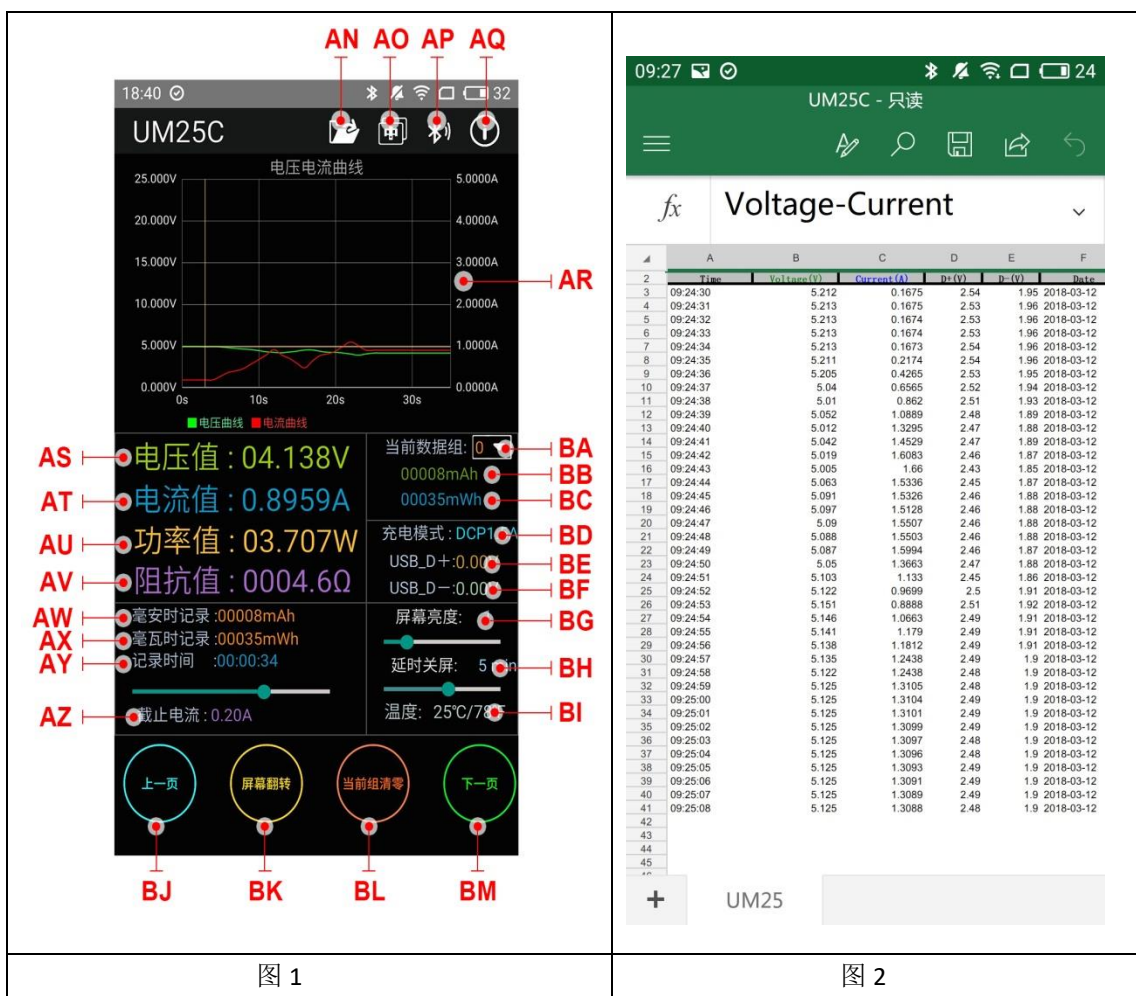 AN AO AP AQ
18:40 32
UM25C
电压电流曲线
25.000V 5.0000A
20.000V 4.0000A
15.000V 3.0000A
AR
10.000V 2.0000A
5.000V 1.0000A
0.000V 0.0000A
0s 10s 20s 30s
电压曲线 电流曲线
AS 电压值 : 04.138V
AT 电流值 : 0.8959A
AU 功率值 : 03.707W
AV 阻抗值 : 0004.6Ω
当前数据组: 0 BA
00008mAh BB
00035mWh BC
充电模式 : DCP1 A BD
USB_D+:0.00 BE
USB_D-:0.00 BF
AW 毫安时记录 :00008mAh
AX 毫瓦时记录 :00035mWh
AY 记录时间 :00:00:34
AZ 截止电流 : 0.20A
屏幕亮度: BG
延时关屏: 5 BH
温度: 25℃/78 BI
上一页 屏幕翻转 当前组清零 下一页
BJ BK BL BM
图 1
09:27 24
UM25C - 只读
fx Voltage-Current
A B C D E F
2 Time Voltage(V) Current(A) D+(V) D-(V) Date
3 09:24:30 5.212 0.1675 2.54 1.95 2018-03-12
4 09:24:31 5.213 0.1675 2.53 1.96 2018-03-12
5 09:24:32 5.213 0.1674 2.53 1.96 2018-03-12
6 09:24:33 5.213 0.1674 2.53 1.96 2018-03-12
7 09:24:34 5.213 0.1673 2.54 1.96 2018-03-12
8 09:24:35 5.211 0.2174 2.54 1.96 2018-03-12
9 09:24:36 5.205 0.4265 2.53 1.95 2018-03-12
10 09:24:37 5.04 0.6565 2.52 1.94 2018-03-12
11 09:24:38 5.01 0.862 2.51 1.93 2018-03-12
12 09:24:39 5.052 1.0889 2.48 1.89 2018-03-12
13 09:24:40 5.012 1.3295 2.47 1.88 2018-03-12
14 09:24:41 5.042 1.4529 2.47 1.89 2018-03-12
15 09:24:42 5.019 1.6083 2.46 1.87 2018-03-12
16 09:24:43 5.005 1.66 2.43 1.85 2018-03-12
17 09:24:44 5.063 1.5336 2.45 1.87 2018-03-12
18 09:24:45 5.091 1.5326 2.46 1.88 2018-03-12
19 09:24:46 5.097 1.5128 2.46 1.88 2018-03-12
20 09:24:47 5.09 1.5507 2.46 1.88 2018-03-12
21 09:24:48 5.088 1.5503 2.46 1.88 2018-03-12
22 09:24:49 5.087 1.5994 2.46 1.87 2018-03-12
23 09:24:50 5.05 1.3663 2.47 1.88 2018-03-12
24 09:24:51 5.103 1.133 2.45 1.86 2018-03-12
25 09:24:52 5.122 0.9699 2.5 1.91 2018-03-12
26 09:24:53 5.151 0.8888 2.51 1.92 2018-03-12
27 09:24:54 5.146 1.0663 2.49 1.91 2018-03-12
28 09:24:55 5.141 1.179 2.49 1.91 2018-03-12
29 09:24:56 5.138 1.1812 2.49 1.91 2018-03-12
30 09:24:57 5.135 1.2438 2.49 1.9 2018-03-12
31 09:24:58 5.122 1.2438 2.48 1.9 2018-03-12
32 09:24:59 5.125 1.3105 2.48 1.9 2018-03-12
33 09:25:00 5.125 1.3104 2.49 1.9 2018-03-12
34 09:25:01 5.125 1.3101 2.49 1.9 2018-03-12
35 09:25:02 5.125 1.3099 2.49 1.9 2018-03-12
36 09:25:03 5.125 1.3097 2.48 1.9 2018-03-12
37 09:25:04 5.125 1.3096 2.48 1.9 2018-03-12
38 09:25:05 5.125 1.3093 2.49 1.9 2018-03-12
39 09:25:06 5.125 1.3091 2.49 1.9 2018-03-12
40 09:25:07 5.125 1.3089 2.49 1.9 2018-03-12
41 09:25:08 5.125 1.3088 2.48 1.9 2018-03-12
42
43
44
45
+ UM25
图 2